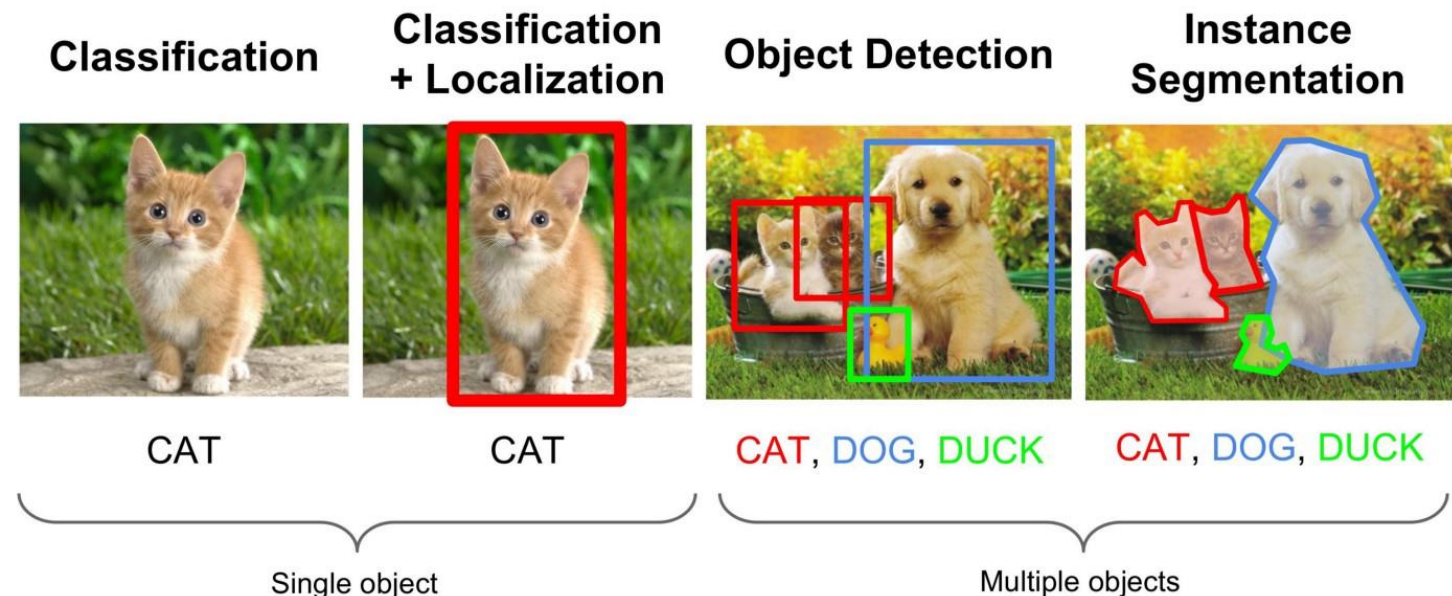 Classification
Classification
+ Localization
Object Detection
Instance
Segmentation
CAT
CAT
CAT, DOG, DUCK
CAT, DOG, DUCK
Single object
Multiple objects